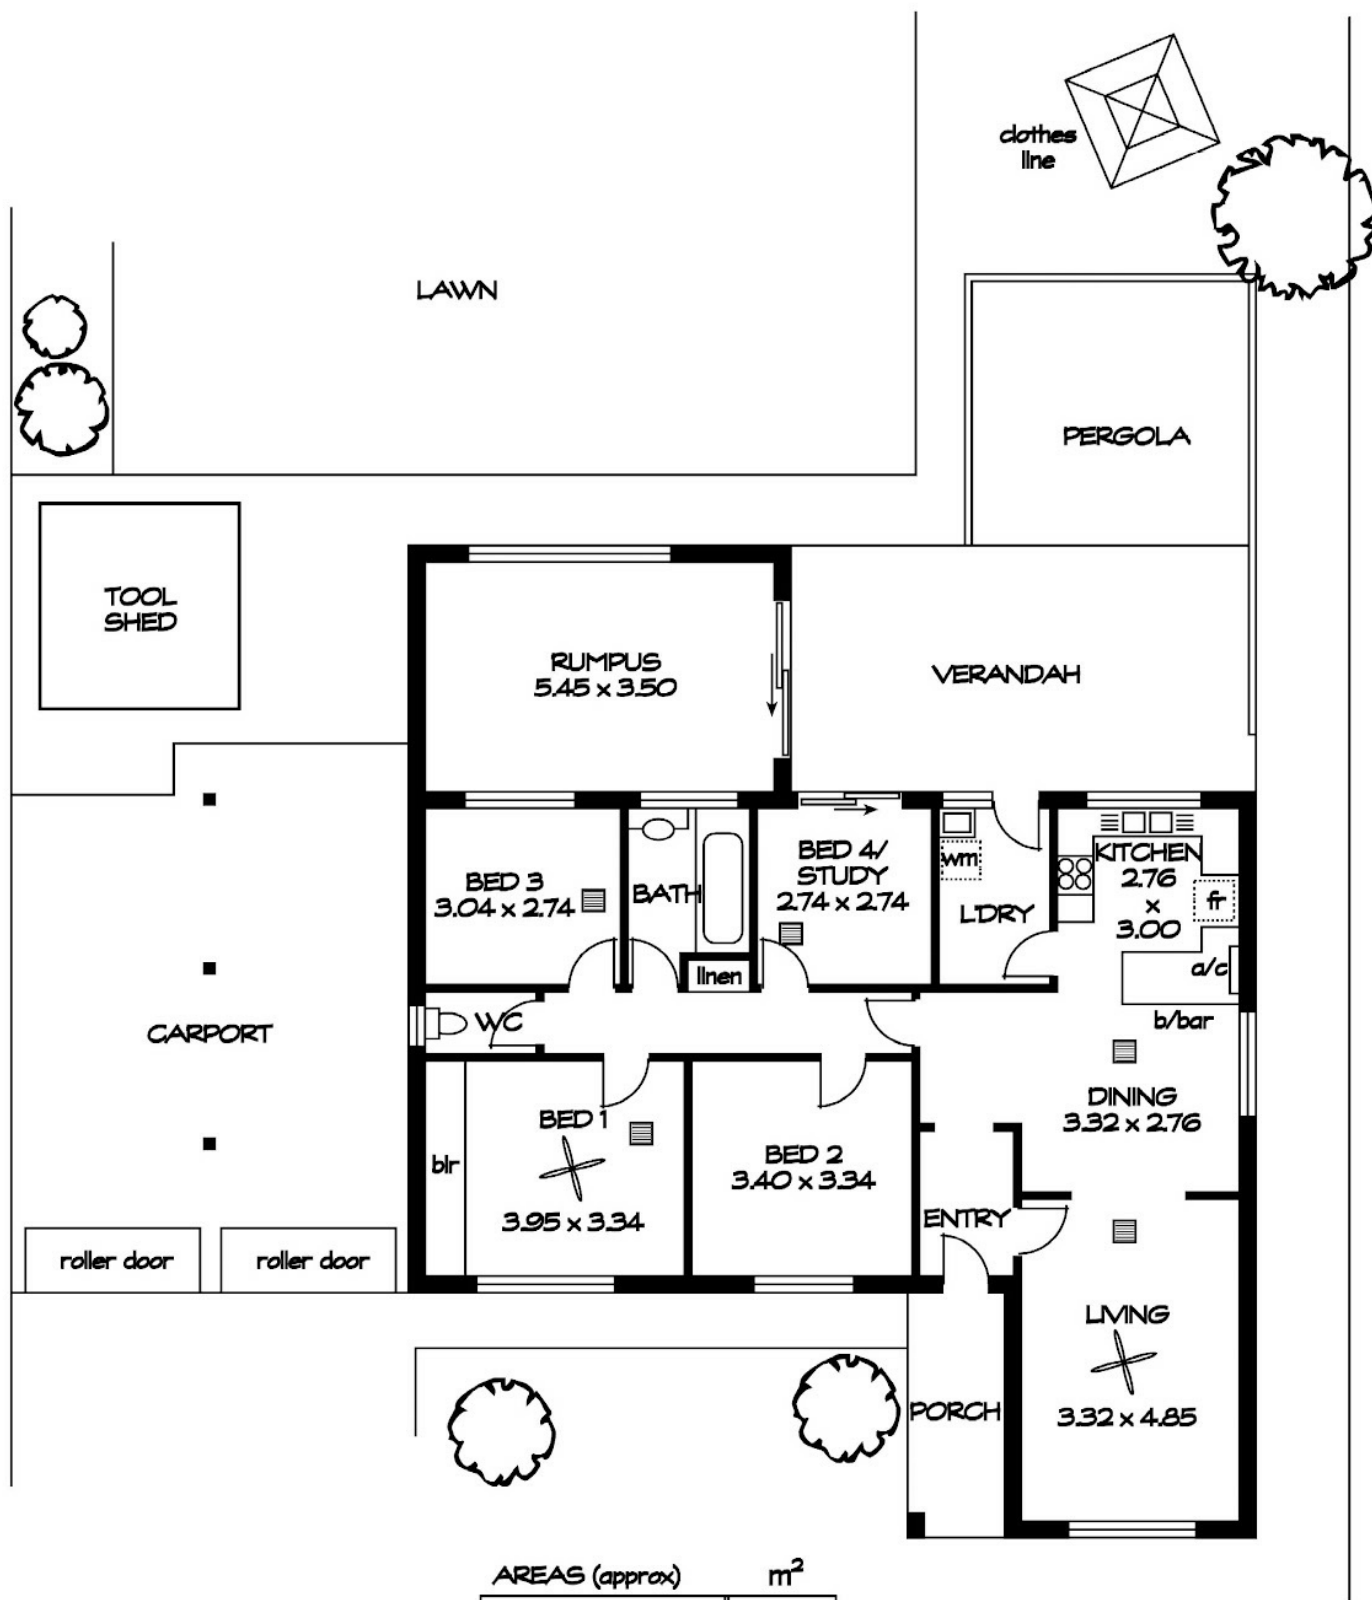 clothes
line
LAWN
PERGOLA
TOOL
SHED
RUMPUS
5.45 x 3.50
VERANDAH
BED 3
3.04 x 2.74
BATH
linen
BED 4/
STUDY
2.74 x 2.74
wm
L'DRY
KITCHEN
2.76
x
3.00
fr
a/c
b/bar
WC
CARPORT
DINING
3.32 x 2.76
BED 1
bir
3.95 x 3.34
BED 2
3.40 x 3.34
ENTRY
roller door
roller door
LIVING
3.32 x 4.85
PORCH
AREAS (approx) m²